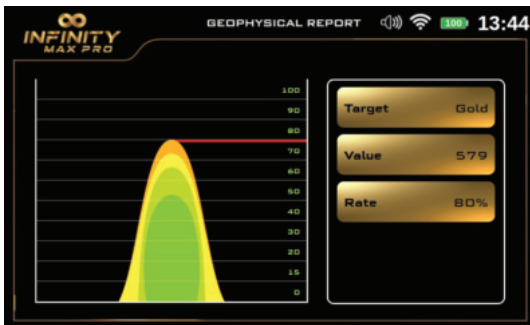 INFINITY
MAX PRO
GEOPHYSICAL REPORT
100
13:44
100
90
80
70
60
50
40
30
20
15
0
Target Gold
Value 579
Rate 80%